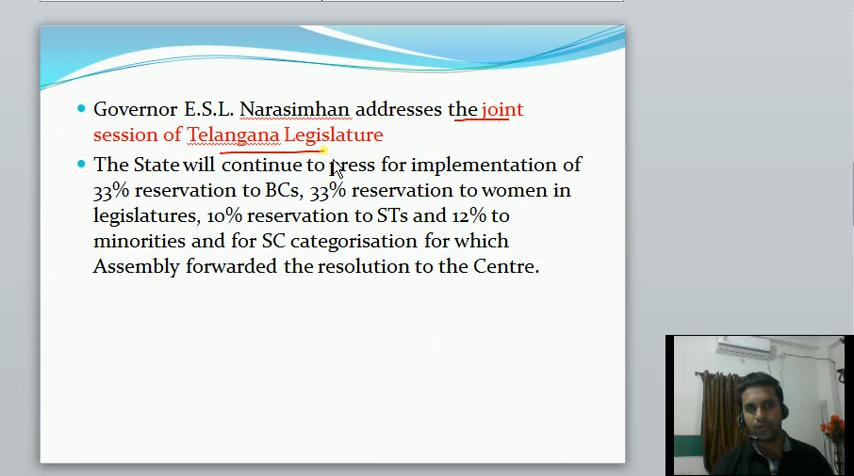 Governor E.S.L. Narasimhan addresses the joint
session of Telangana Legislature
The State will continue to press for implementation of
33% reservation to BCs, 33% reservation to women in
legislatures, 10% reservation to STs and 12% to
minorities and for SC categorisation for which
Assembly forwarded the resolution to the Centre.